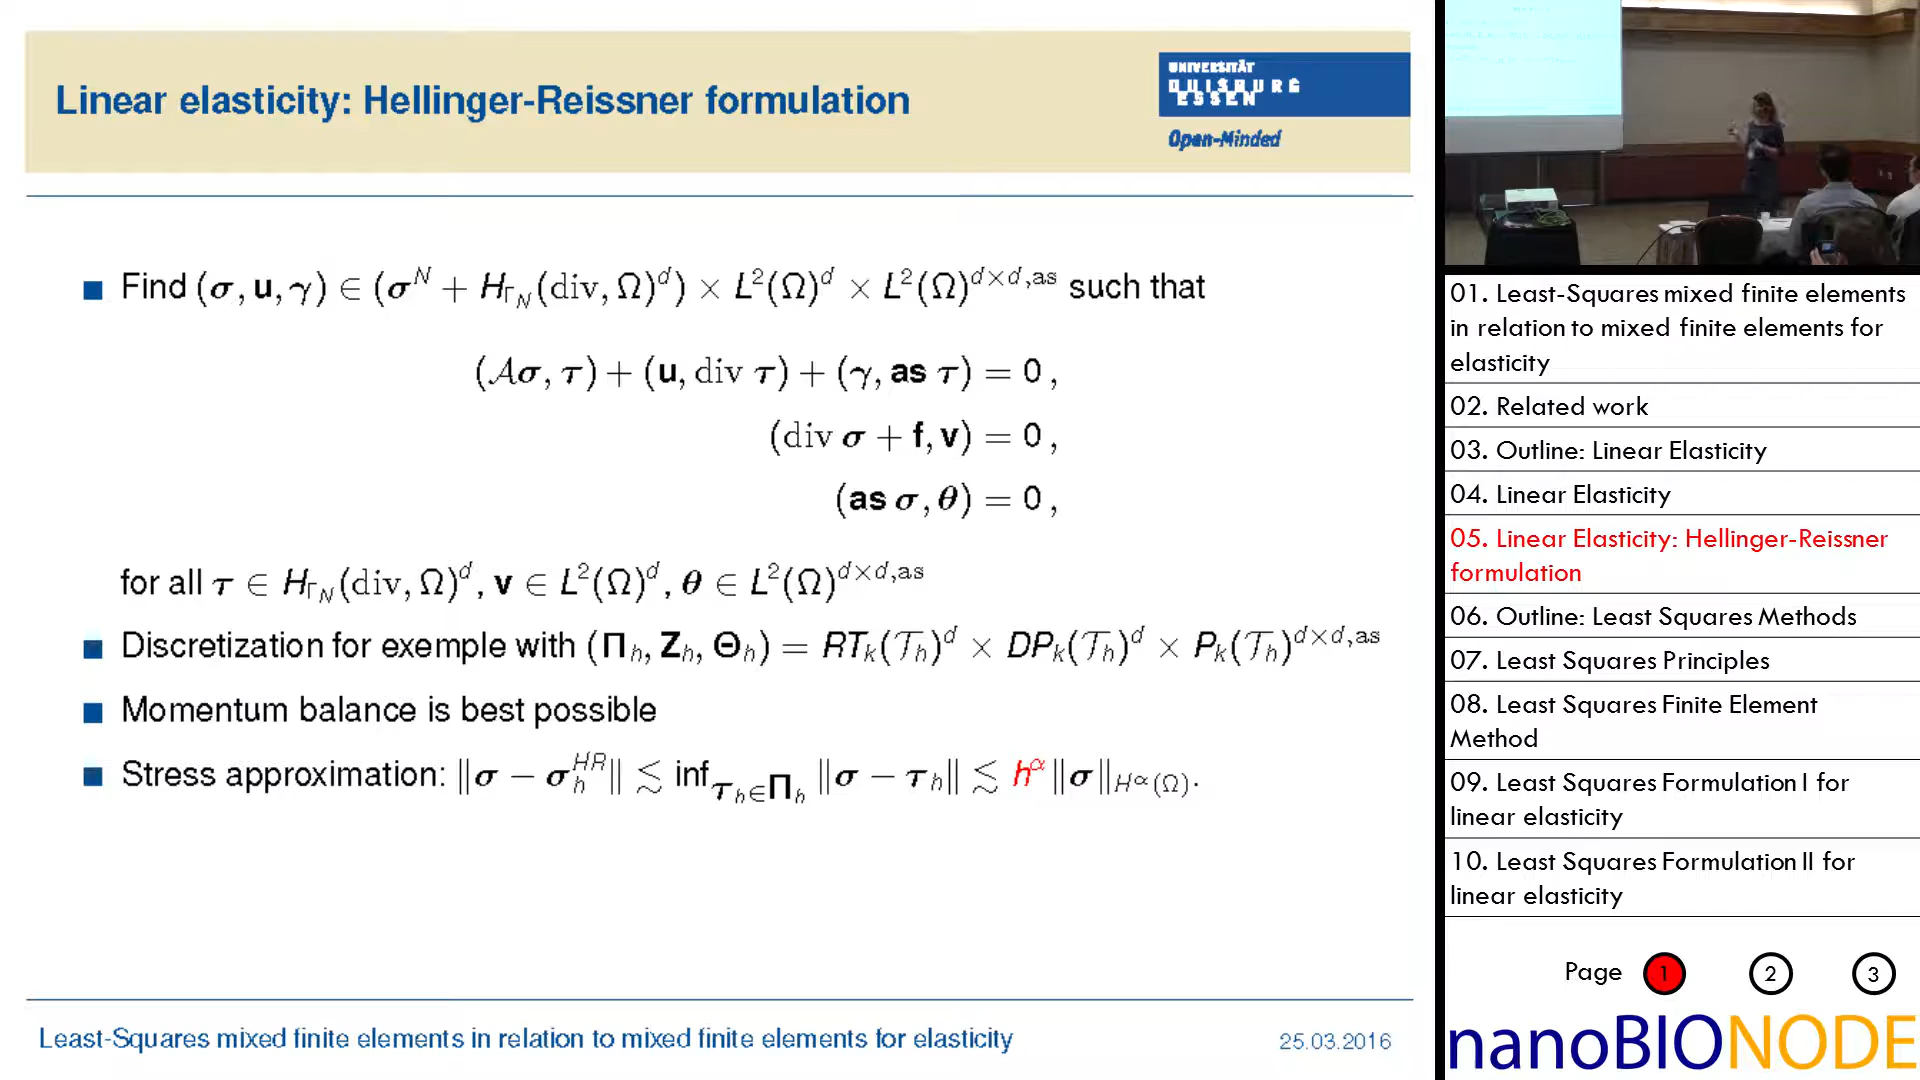 Linear elasticity: Hellinger-Reissner formulation
UNIVERSITÄT
DUISBURG
ESSEN
Open-Minded
Find (σ, u, γ) ∈ (σ^N + H_{Γ_N}(div, Ω)^d) × L²(Ω)^d × L²(Ω)^{d×d,as} such that
(𝒜σ, τ) + (u, div τ) + (γ, as τ) = 0 ,
(div σ + f, v) = 0 ,
(as σ, θ) = 0 ,
for all τ ∈ H_{Γ_N}(div, Ω)^d, v ∈ L²(Ω)^d, θ ∈ L²(Ω)^{d×d,as}
Discretization for exemple with (Π_h, Z_h, Θ_h) = RT_k(𝒯_h)^d × DP_k(𝒯_h)^d × P_k(𝒯_h)^{d×d,as}
Momentum balance is best possible
Stress approximation: ‖σ − σ_h^{HR}‖ ≲ inf_{τ_h∈Π_h} ‖σ − τ_h‖ ≲ h^α ‖σ‖_{H^α(Ω)}.
Least-Squares mixed finite elements in relation to mixed finite elements for elasticity
25.03.2016
01. Least-Squares mixed finite elements
in relation to mixed finite elements for
elasticity
02. Related work
03. Outline: Linear Elasticity
04. Linear Elasticity
05. Linear Elasticity: Hellinger-Reissner
formulation
06. Outline: Least Squares Methods
07. Least Squares Principles
08. Least Squares Finite Element
Method
09. Least Squares Formulation I for
linear elasticity
10. Least Squares Formulation II for
linear elasticity
Page 1 2 3
nanoBIONODE